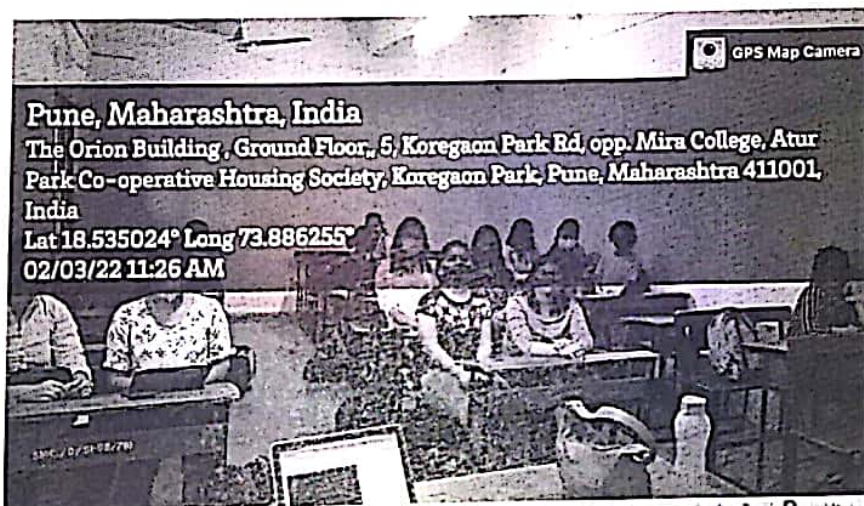 GPS Map Camera
Pune, Maharashtra, India
The Orion Building , Ground Floor,, 5, Koregaon Park Rd, opp. Mira College, Atur
Park Co-operative Housing Society, Koregaon Park, Pune, Maharashtra 411001,
India
Lat 18.535024° Long 73.886255°
02/03/22 11:26 AM